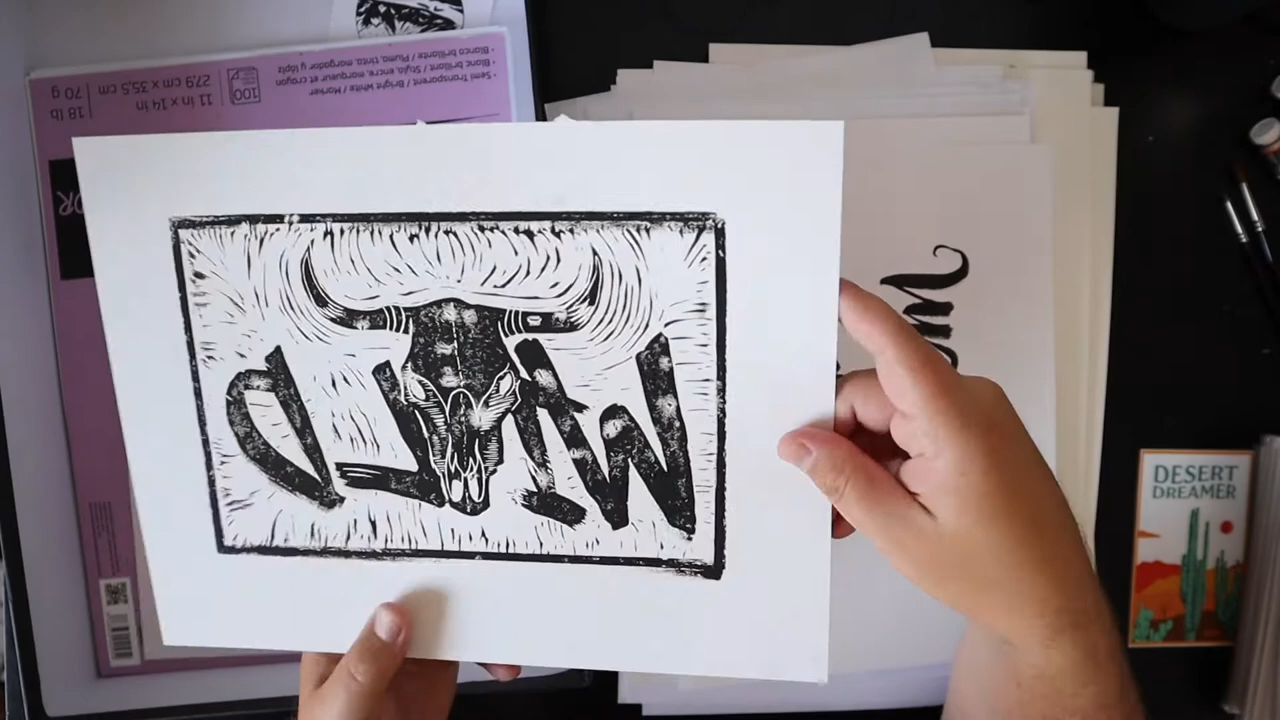 WILD
• Semi Transparent / Bright White / Marker /
• Blanc brillant / Stylo, encre, marqueur et crayon
• Blanco brillante / Pluma, tinta, marcador y lápiz
100
11 in x 14 in
27,9 cm x 35,5 cm
18 lb
70 g
DESERT
DREAMER